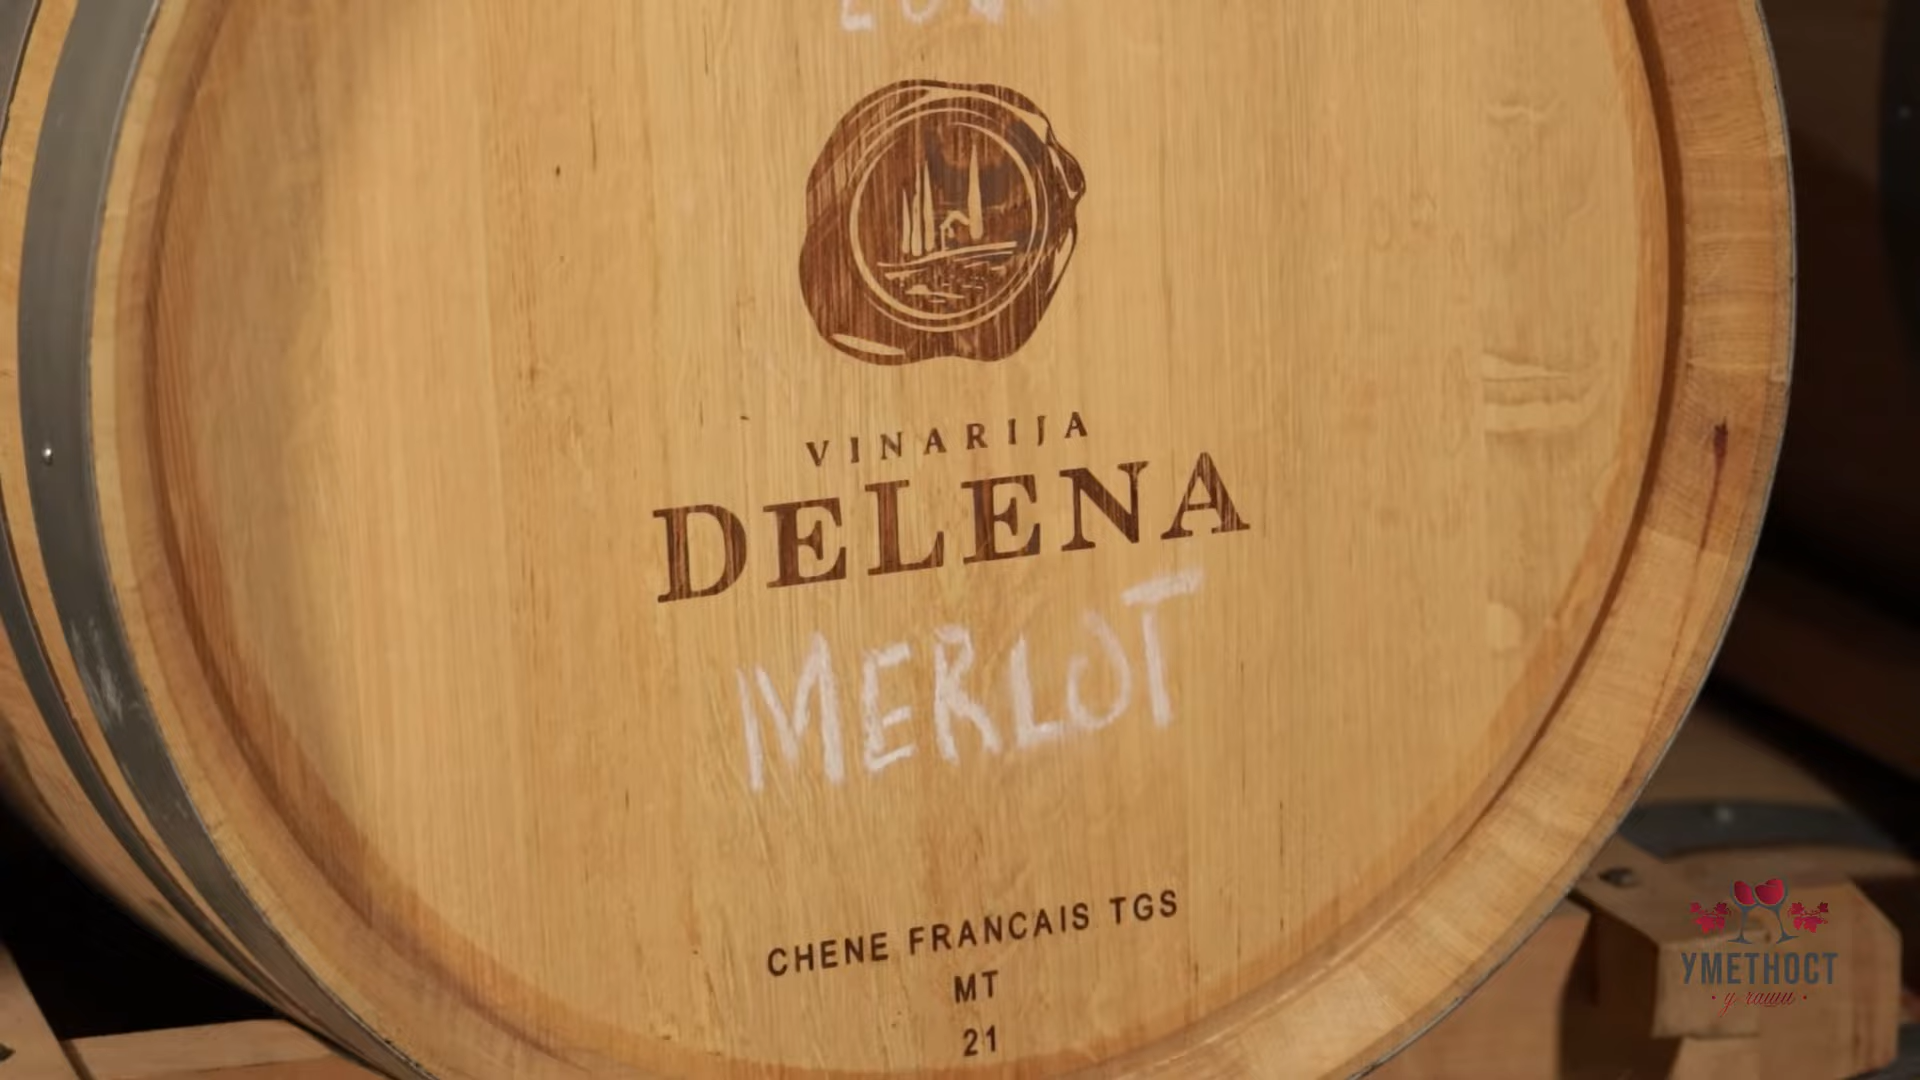 VINARIJA
DELENA
MERLOT
CHENE FRANCAIS TGS
MT
21
УМЕТНОСТ
у чаши